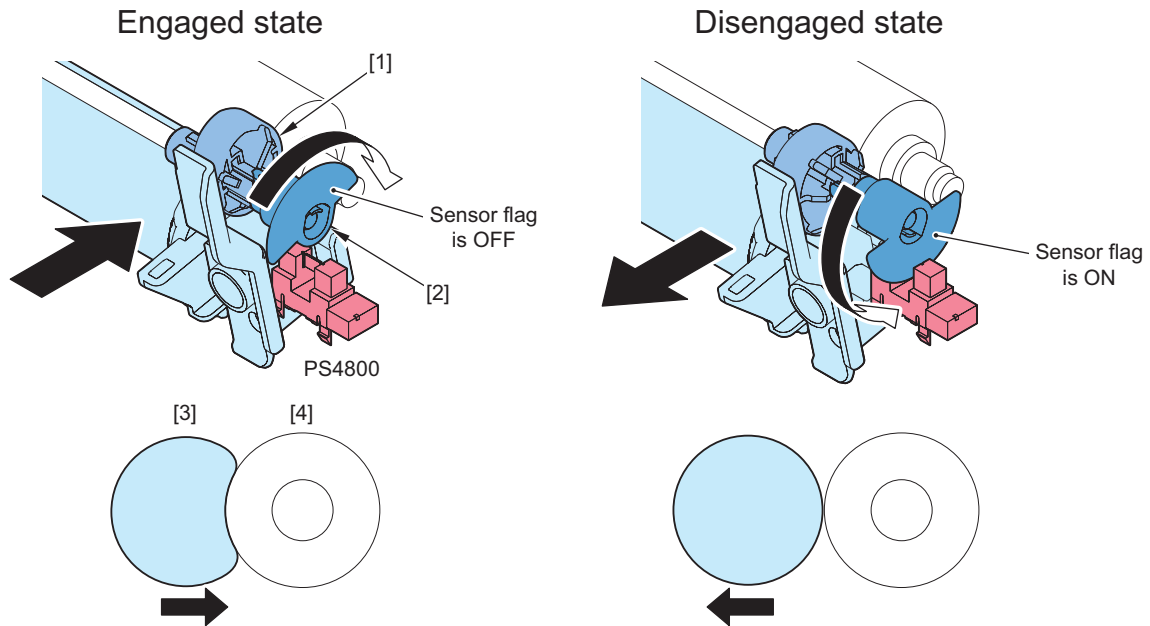 Engaged state
Disengaged state
[1]
Sensor flag
is OFF
[2]
PS4800
Sensor flag
is ON
[3]
[4]